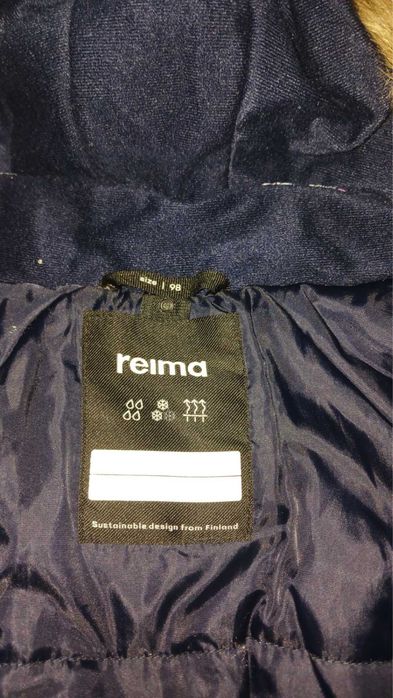 size | 98
reima
Sustainable design from Finland